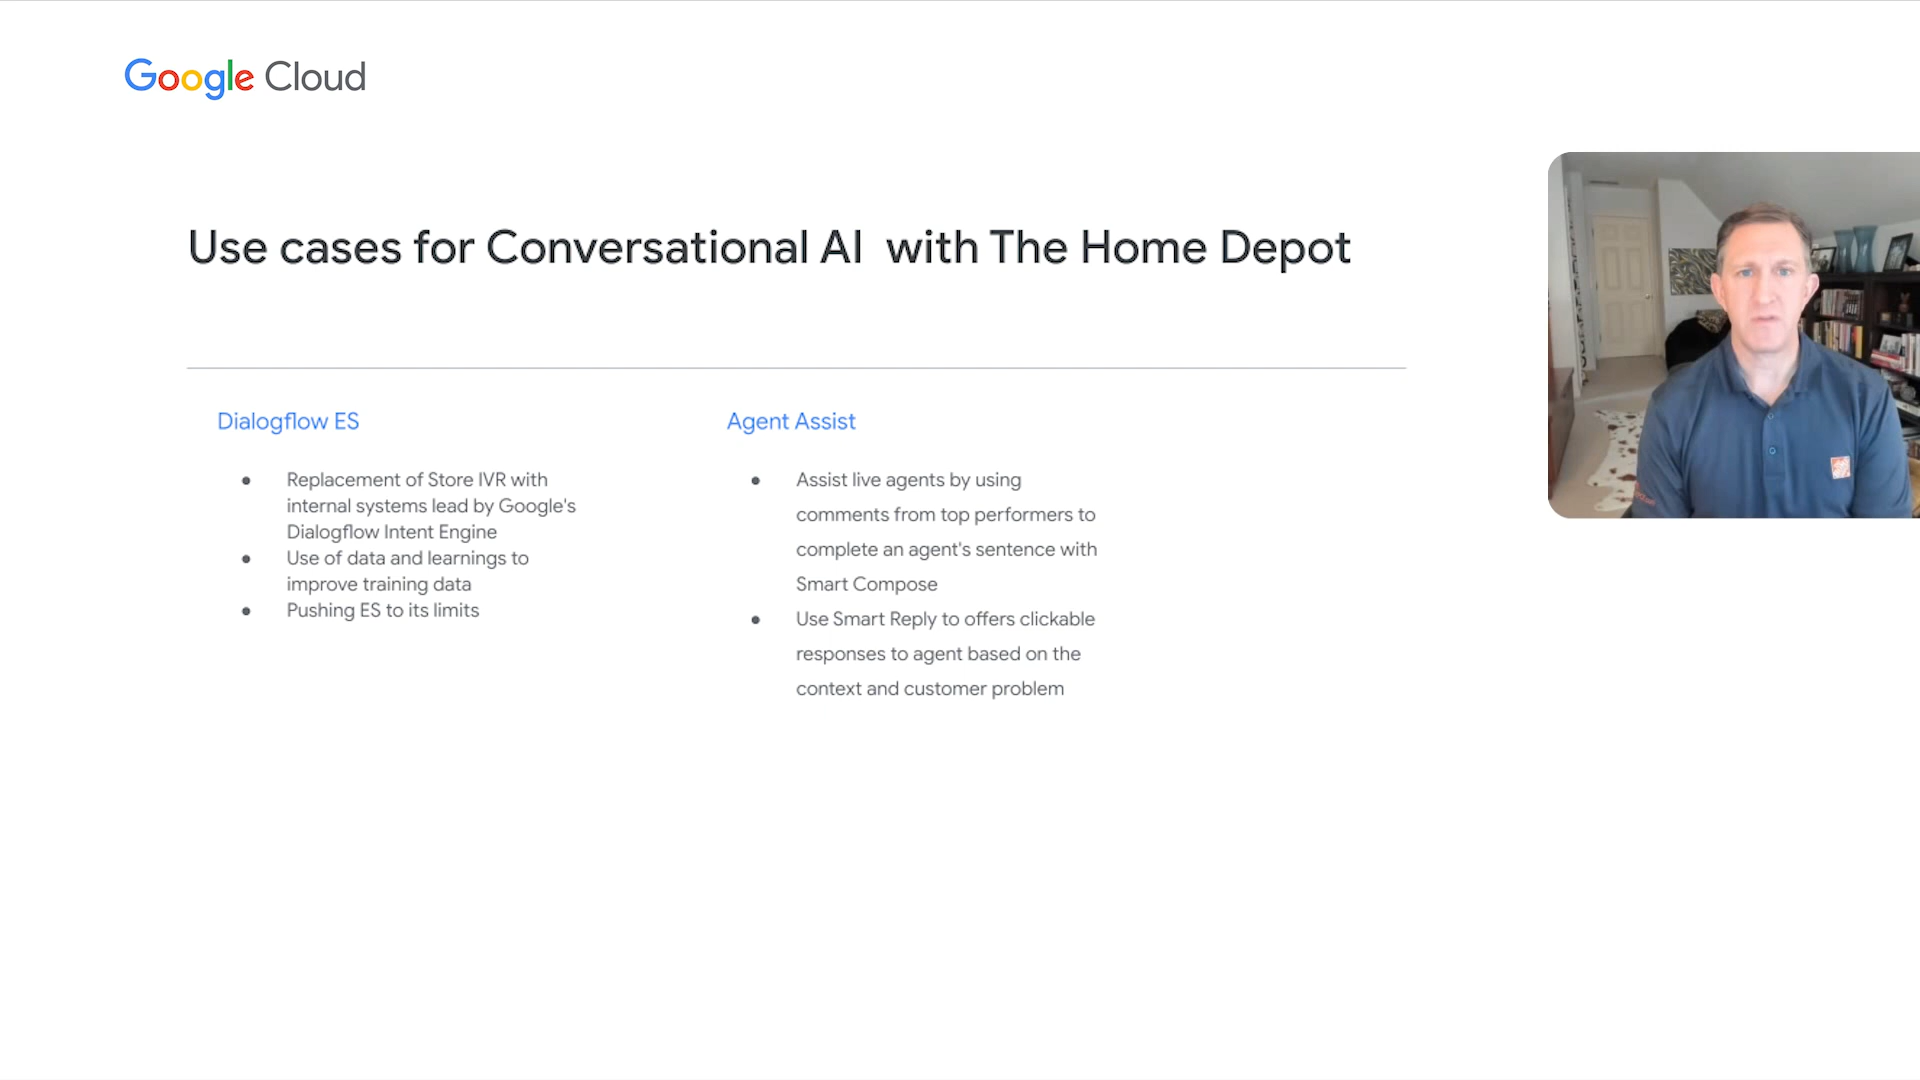 Google Cloud
Use cases for Conversational AI with The Home Depot
Dialogflow ES
● Replacement of Store IVR with
internal systems lead by Google's
Dialogflow Intent Engine
● Use of data and learnings to
improve training data
● Pushing ES to its limits
Agent Assist
● Assist live agents by using
comments from top performers to
complete an agent's sentence with
Smart Compose
● Use Smart Reply to offers clickable
responses to agent based on the
context and customer problem